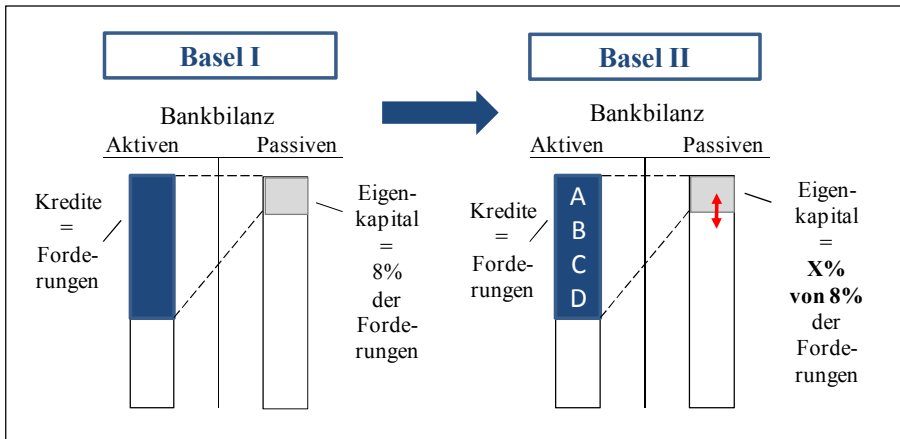 Basel I
Bankbilanz
Aktiven
Passiven
Kredite
=
Forde-
rungen
Eigen-
kapital
=
8%
der
Forde-
rungen
Basel II
Bankbilanz
Aktiven
Passiven
Kredite
=
Forde-
rungen
A
B
C
D
Eigen-
kapital
=
X%
von 8%
der
Forde-
rungen